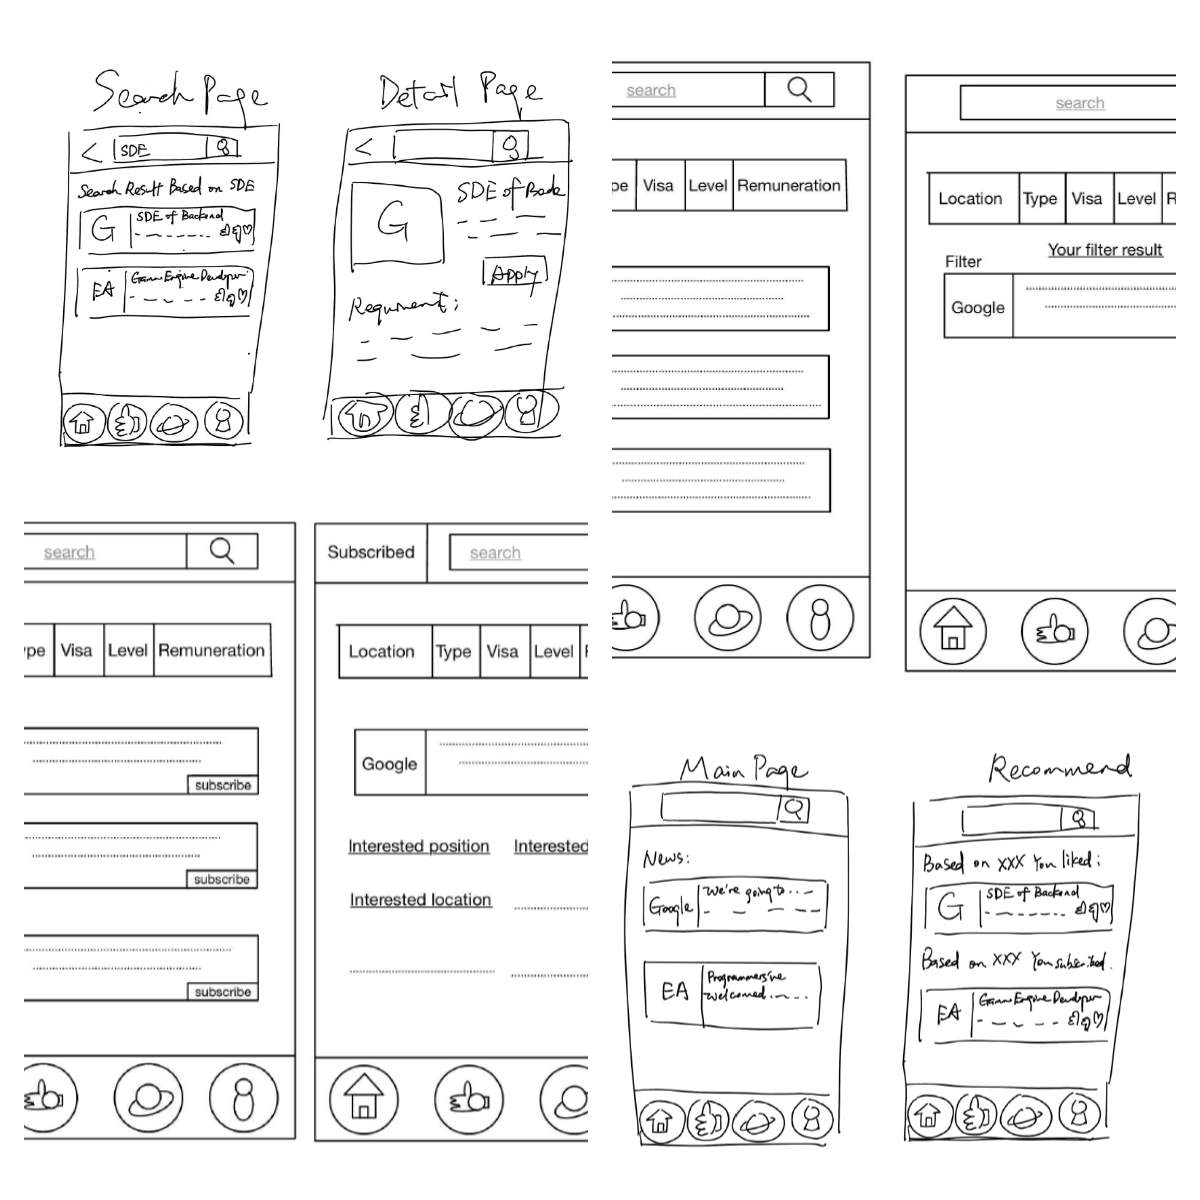 Search Page
SDE
Search Result Based on SDE
G
SDE of Backend
EA
Game Engine Developer
Detail Page
G
SDE of Back
Apply
Requirment:
search
pe Visa Level Remuneration
search
Location Type Visa Level R
Your filter result
Filter
Google
search
ype Visa Level Remuneration
subscribe
subscribe
subscribe
Subscribed
search
Location Type Visa Level
Google
Interested position Interested
Interested location
Main Page
News:
Google
We're going to...
EA
Programmers're
welcomed...
Recommend
Based on XXX You liked:
G
SDE of Backend
Based on XXX You subscribed.
EA
Game Engine Developer